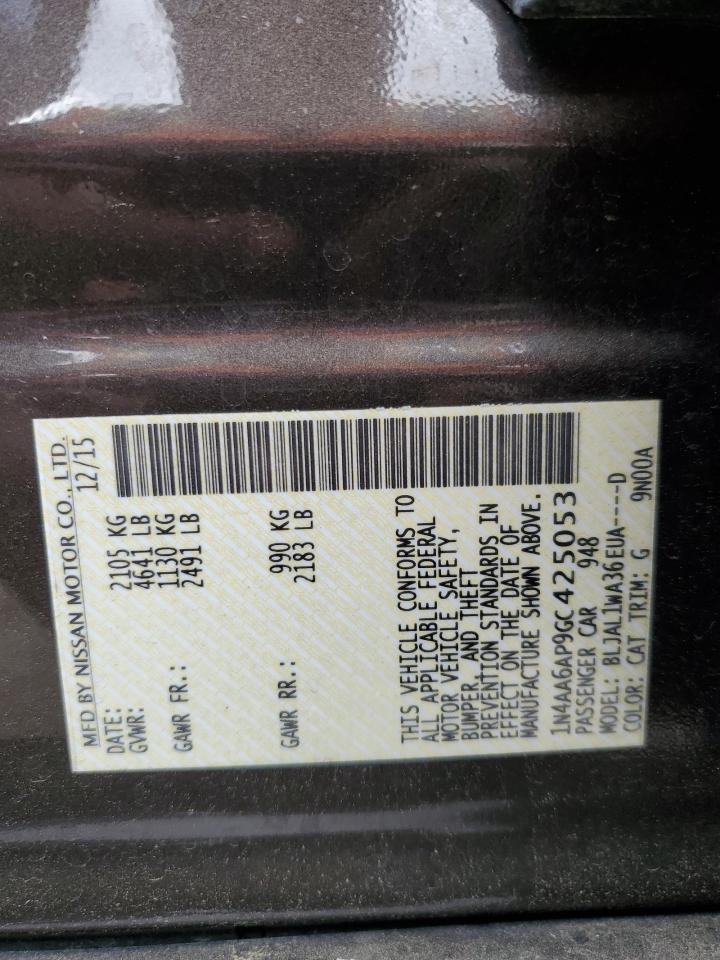 MFD BY NISSAN MOTOR CO., LTD.
DATE: 12/15
GVWR: 2105 KG
4641 LB
GAWR FR.: 1130 KG
2491 LB
GAWR RR.: 990 KG
2183 LB
THIS VEHICLE CONFORMS TO
ALL APPLICABLE FEDERAL
MOTOR VEHICLE SAFETY,
BUMPER, AND THEFT
PREVENTION STANDARDS IN
EFFECT ON THE DATE OF
MANUFACTURE SHOWN ABOVE.
1N4AA6AP9GC425053
PASSENGER CAR 948
MODEL: BLJAL1WA36EUA----D
COLOR: CAT TRIM: G 9N00A